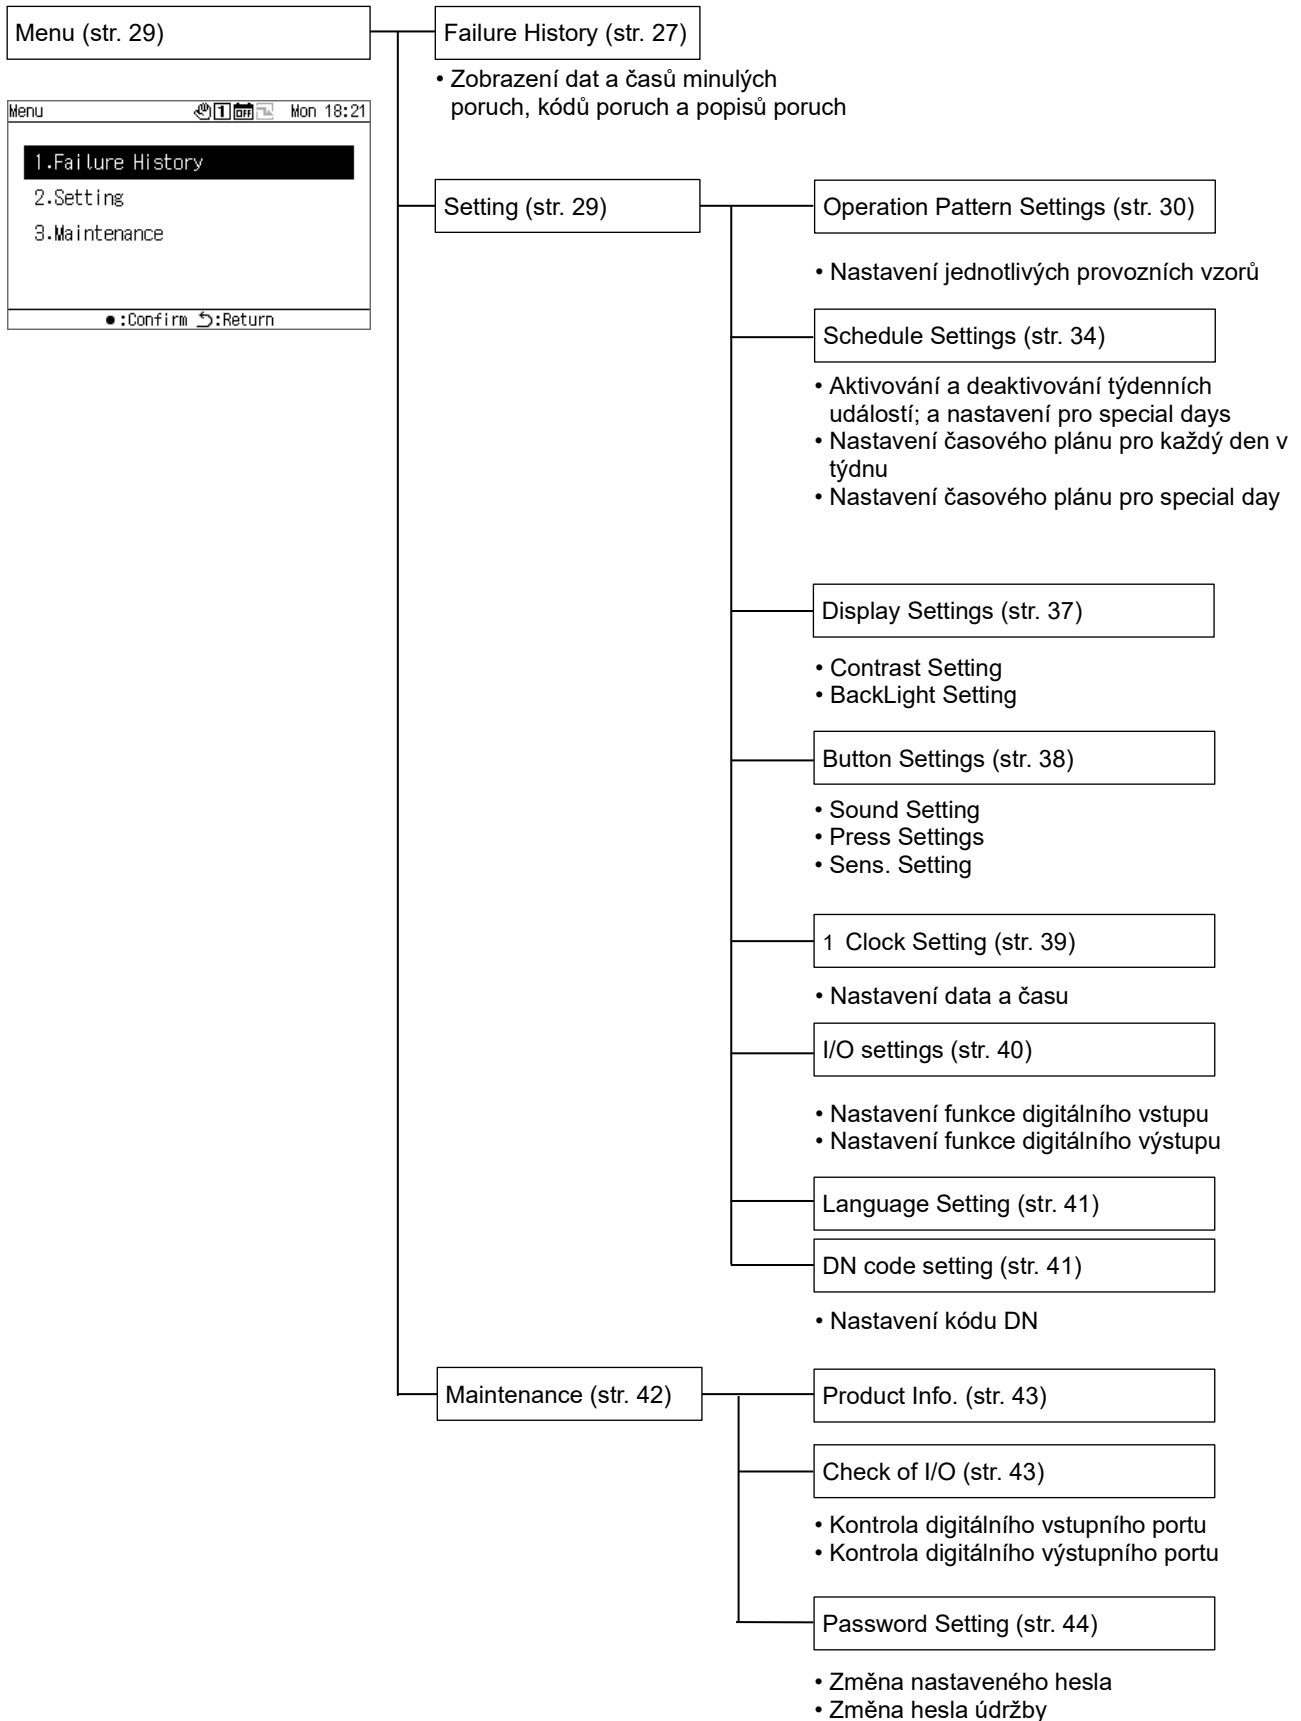 Menu (str. 29)
Failure History (str. 27)
• Zobrazení dat a časů minulých
poruch, kódů poruch a popisů poruch
Menu 1 OFF Mon 18:21
1.Failure History
2.Setting
3.Maintenance
●:Confirm ⮌:Return
Setting (str. 29)
Operation Pattern Settings (str. 30)
• Nastavení jednotlivých provozních vzorů
Schedule Settings (str. 34)
• Aktivování a deaktivování týdenních
událostí; a nastavení pro special days
• Nastavení časového plánu pro každý den v
týdnu
• Nastavení časového plánu pro special day
Display Settings (str. 37)
• Contrast Setting
• BackLight Setting
Button Settings (str. 38)
• Sound Setting
• Press Settings
• Sens. Setting
1 Clock Setting (str. 39)
• Nastavení data a času
I/O settings (str. 40)
• Nastavení funkce digitálního vstupu
• Nastavení funkce digitálního výstupu
Language Setting (str. 41)
DN code setting (str. 41)
• Nastavení kódu DN
Maintenance (str. 42)
Product Info. (str. 43)
Check of I/O (str. 43)
• Kontrola digitálního vstupního portu
• Kontrola digitálního výstupního portu
Password Setting (str. 44)
• Změna nastaveného hesla
• Změna hesla údržby